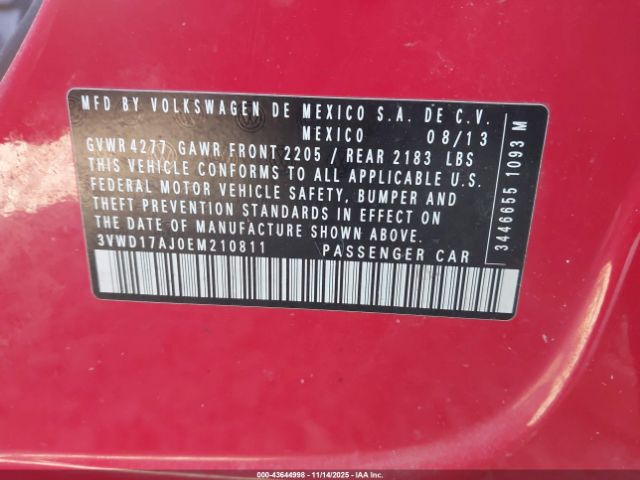 MFD BY VOLKSWAGEN DE MEXICO S.A. DE C.V.
MEXICO 08/13
GVWR 4277 GAWR FRONT 2205 / REAR 2183 LBS
THIS VEHICLE CONFORMS TO ALL APPLICABLE U.S.
FEDERAL MOTOR VEHICLE SAFETY, BUMPER AND
THEFT PREVENTION STANDARDS IN EFFECT ON
THE DATE OF MANUFACTURE SHOWN ABOVE.
3VWD17AJ0EM210811 PASSENGER CAR
3446655 1093 M
000-43644998 - 11/14/2025 - IAA Inc.